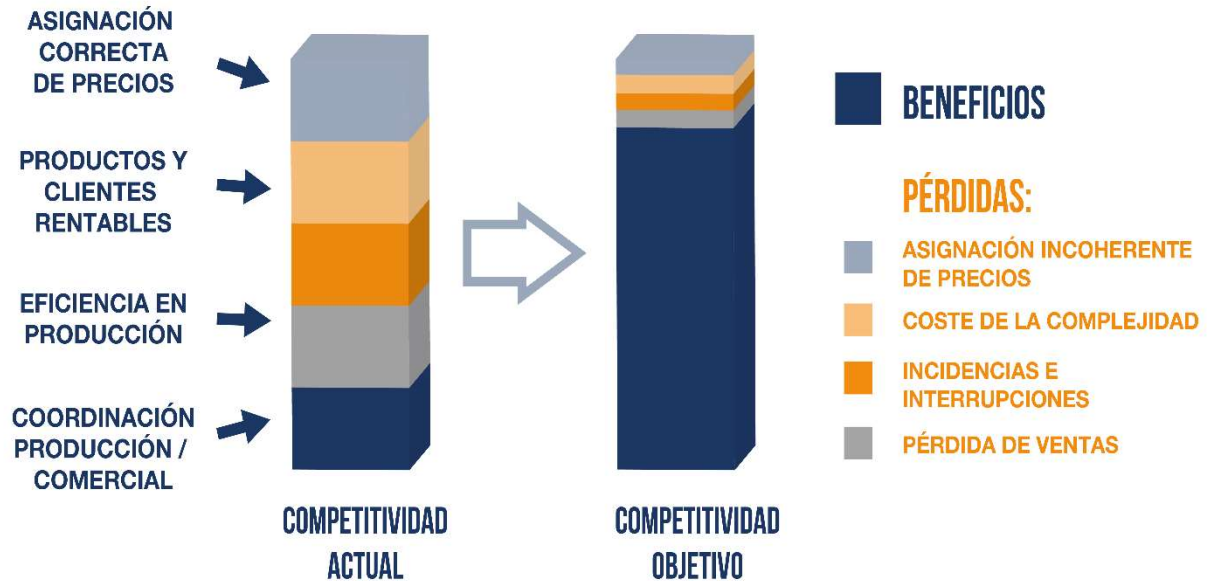 ASIGNACIÓN
CORRECTA
DE PRECIOS
PRODUCTOS Y
CLIENTES
RENTABLES
EFICIENCIA EN
PRODUCCIÓN
COORDINACIÓN
PRODUCCIÓN /
COMERCIAL
COMPETITIVIDAD
ACTUAL
COMPETITIVIDAD
OBJETIVO
BENEFICIOS
PÉRDIDAS:
ASIGNACIÓN INCOHERENTE
DE PRECIOS
COSTE DE LA COMPLEJIDAD
INCIDENCIAS E
INTERRUPCIONES
PÉRDIDA DE VENTAS